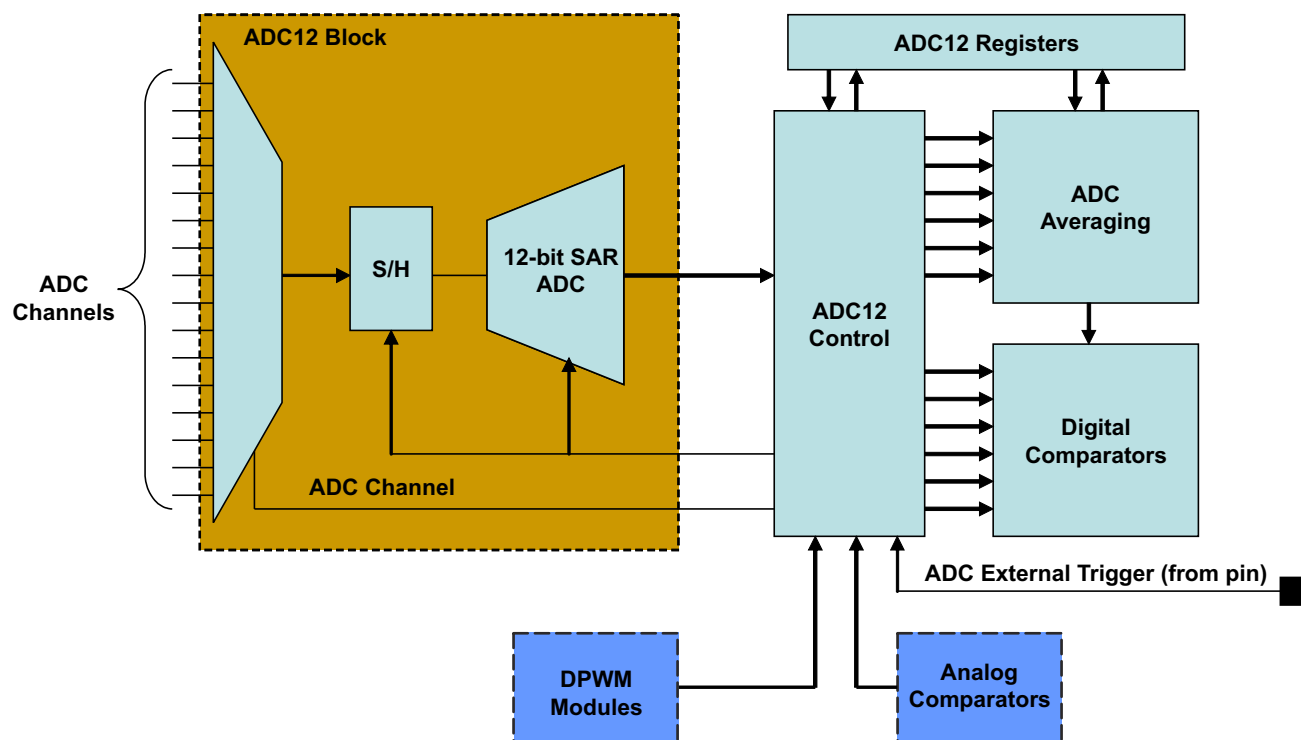 ADC12 Block
ADC12 Registers
ADC
Channels
S/H
12-bit SAR
ADC
ADC12
Control
ADC
Averaging
Digital
Comparators
ADC Channel
ADC External Trigger (from pin)
DPWM
Modules
Analog
Comparators